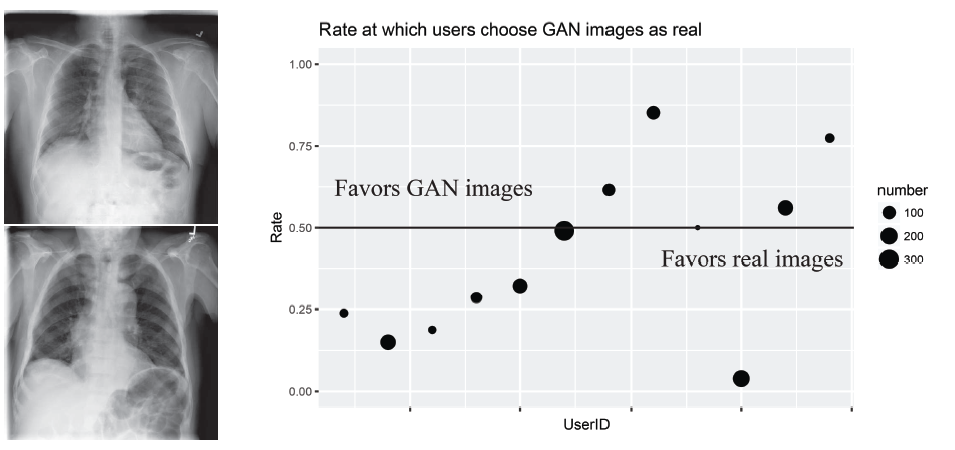 Rate at which users choose GAN images as real
1.00
0.75
Favors GAN images
0.50
Favors real images
0.25
0.00
Rate
UserID
number
100
200
300